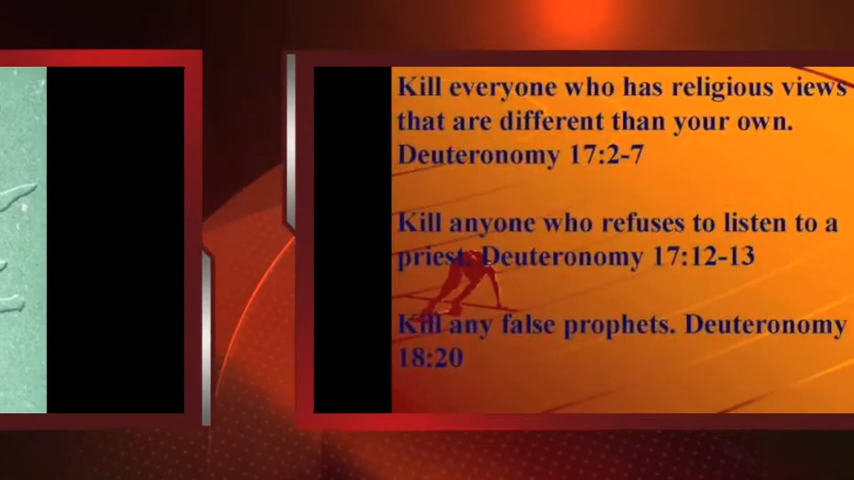 Kill everyone who has religious views
that are different than your own.
Deuteronomy 17:2-7
Kill anyone who refuses to listen to a
priest. Deuteronomy 17:12-13
Kill any false prophets. Deuteronomy
18:20